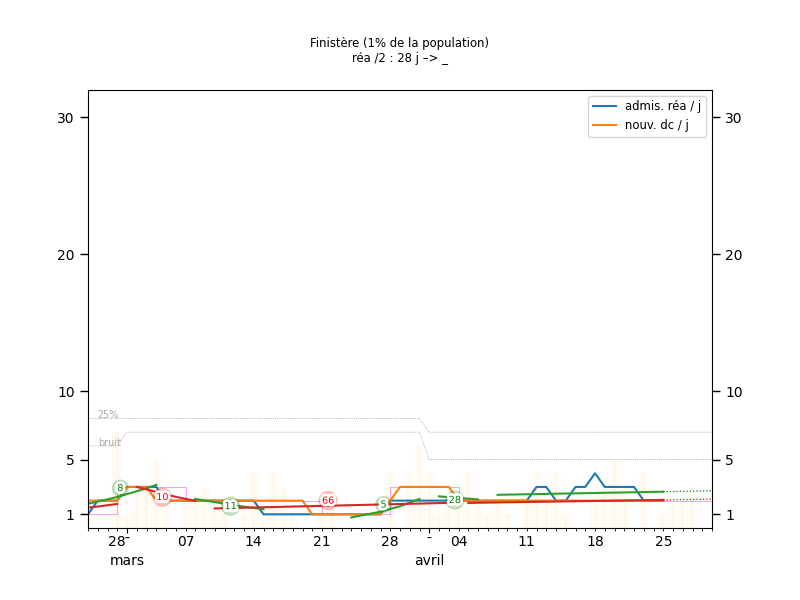 Finistère (1% de la population)
réa /2 : 28 j –> _
admis. réa / j
nouv. dc / j
30 30
20 20
10 10
25%
bruit
5 5
8 10 11 66 5 28
1 1
28 - 07 14 21 28 - 04 11 18 25
mars avril